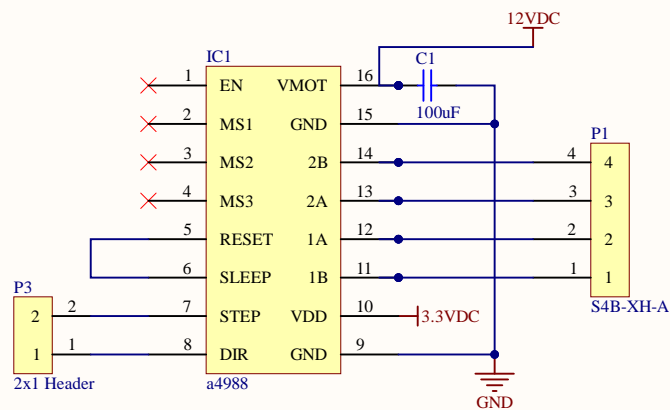 12VDC
IC1
C1
1 EN VMOT 16
100uF
2 MS1 GND 15
P1
3 MS2 2B 14 4 4
4 MS3 2A 13 3 3
5 RESET 1A 12 2 2
6 SLEEP 1B 11 1 1
P3
S4B-XH-A
2 2 7 STEP VDD 10 3.3VDC
1 1 8 DIR GND 9
2x1 Header
a4988
GND